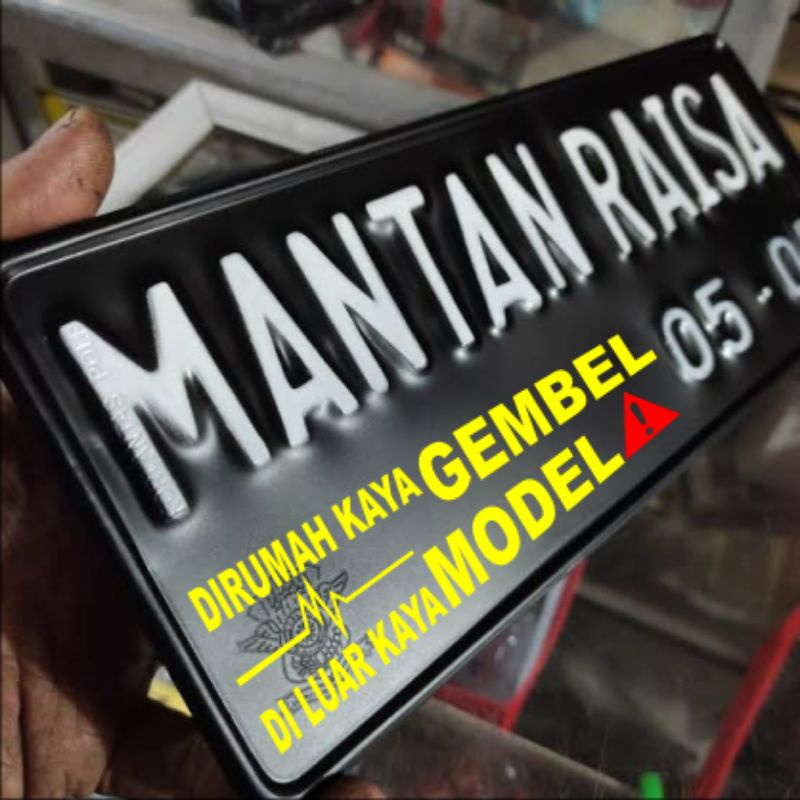 MANTAN RAISA
05 - 0
DIRUMAH KAYA GEMBEL
DI LUAR KAYA MODEL